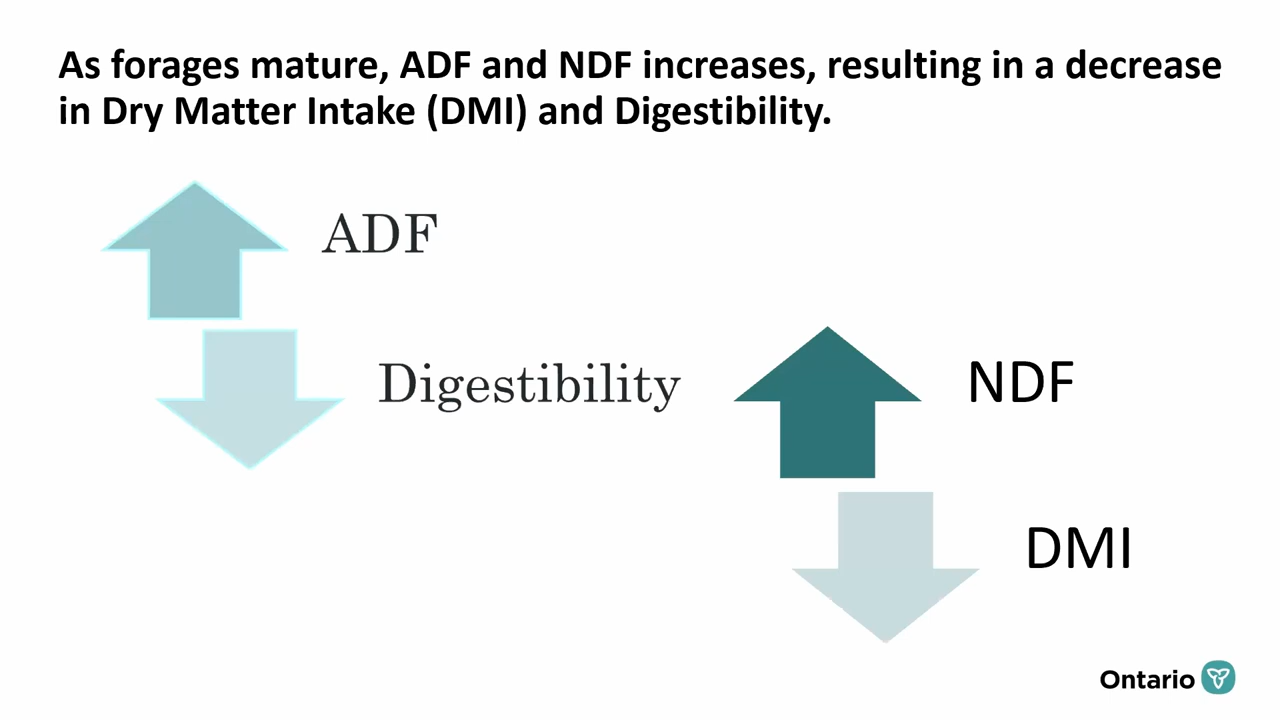 As forages mature, ADF and NDF increases, resulting in a decrease
in Dry Matter Intake (DMI) and Digestibility.
ADF
Digestibility
NDF
DMI
Ontario